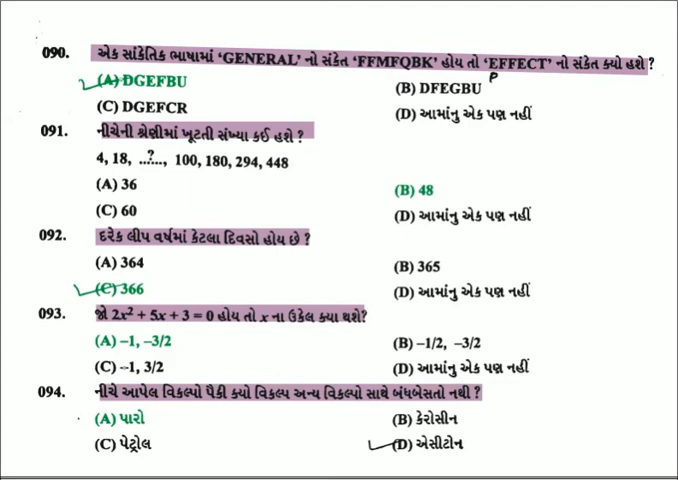 090. એક સાંકેતિક ભાષામાં ‘GENERAL’ નો સંકેત ‘FFMFQBK’ હોય તો ‘EFFECT’ નો સંકેત ક્યો હશે ?
P
(A) DGEFBU (B) DFEGBU
(C) DGEFCR (D) આમાંનુ એક પણ નહીં
091. નીચેની શ્રેણીમાં ખૂટતી સંખ્યા કઈ હશે ?
4, 18, ...?..., 100, 180, 294, 448
(A) 36 (B) 48
(C) 60 (D) આમાંનુ એક પણ નહીં
092. દરેક લીપ વર્ષમાં કેટલા દિવસો હોય છે ?
(A) 364 (B) 365
(C) 366 (D) આમાંનુ એક પણ નહીં
093. જો 2x² + 5x + 3 = 0 હોય તો x ના ઉકેલ ક્યા થશે?
(A) –1, –3/2 (B) –1/2, –3/2
(C) –1, 3/2 (D) આમાંનુ એક પણ નહીં
094. નીચે આપેલ વિકલ્પો પૈકી ક્યો વિકલ્પ અન્ય વિકલ્પો સાથે બંધબેસતો નથી ?
(A) પારો (B) કેરોસીન
(C) પેટ્રોલ (D) એસીટોન